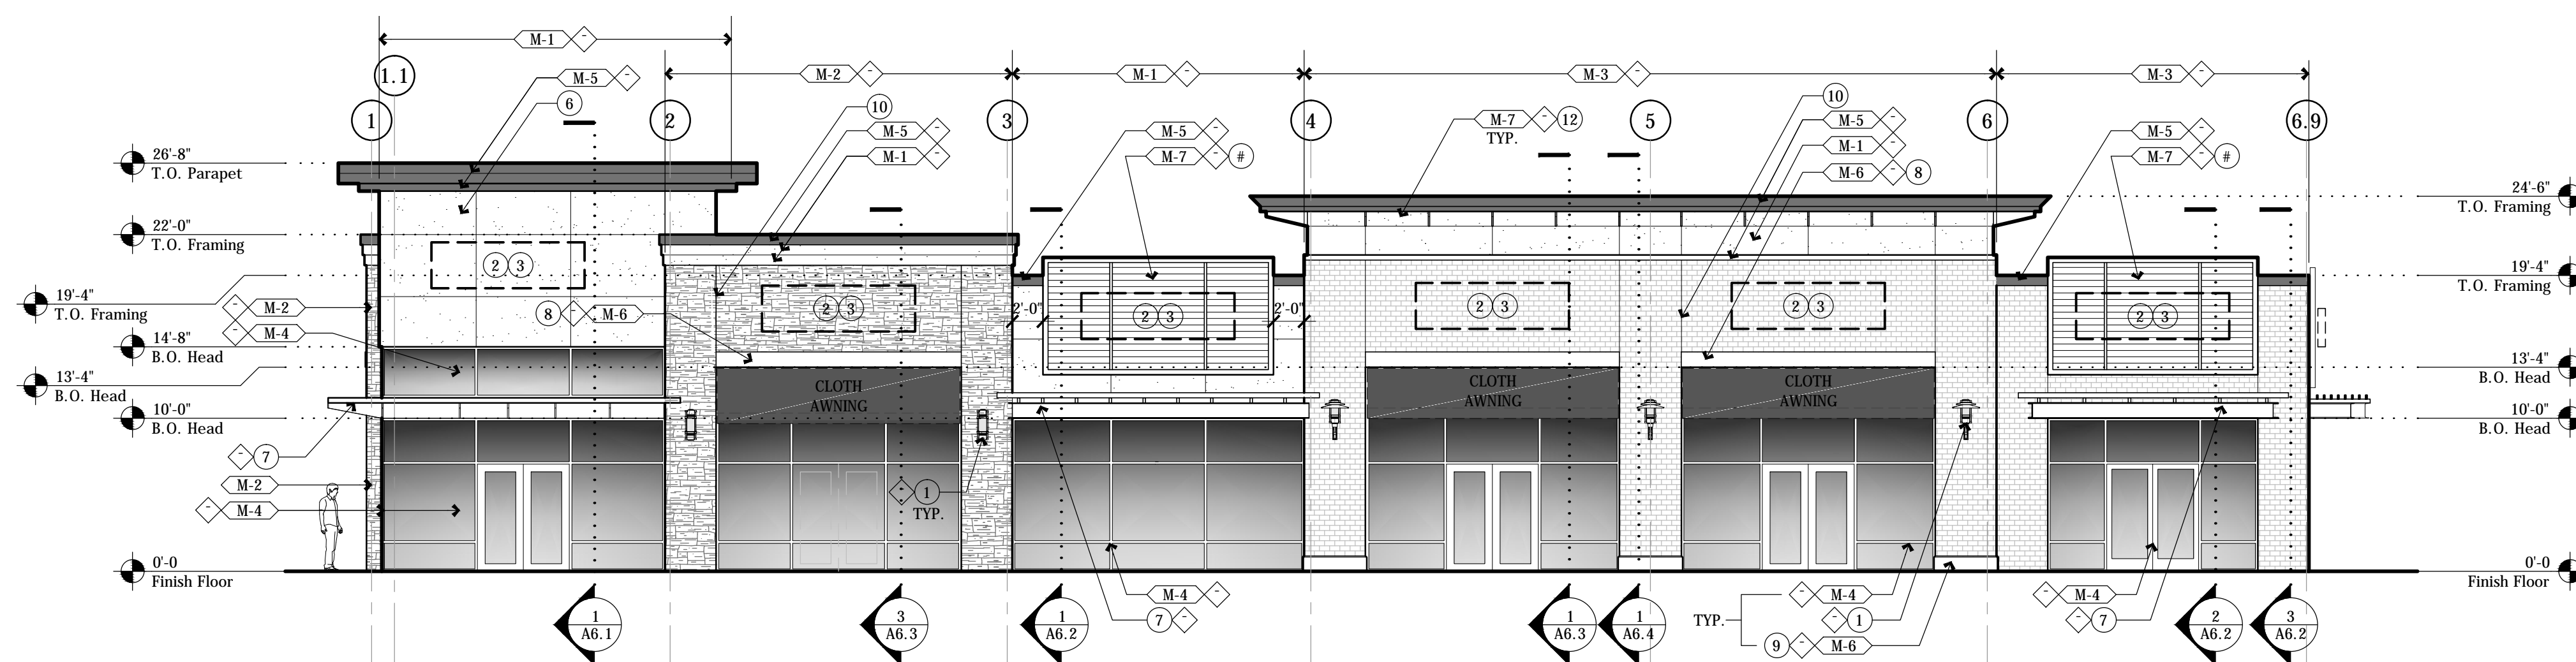 M-1 -
1.1
M-5 -
6
M-2 -
M-1 -
M-3 -
M-3 -
1
2
3
4
5
6
6.9
10
M-5 -
M-1 -
M-5 -
M-7 - #
M-7 - 12
TYP.
10
M-5 -
M-1 -
M-6 - 8
M-5 -
M-7 - #
26'-8"
T.O. Parapet
22'-0"
T.O. Framing
19'-4"
T.O. Framing
14'-8"
B.O. Head
13'-4"
B.O. Head
10'-0"
B.O. Head
0'-0
Finish Floor
- M-2
- M-4
- 7
M-2
- M-4
2 3
8 - M-6
2 3
2'-0"
2 3
2'-0"
2 3
2 3
2 3
CLOTH
AWNING
CLOTH
AWNING
CLOTH
AWNING
- 1
TYP.
24'-6"
T.O. Framing
19'-4"
T.O. Framing
13'-4"
B.O. Head
10'-0"
B.O. Head
0'-0
Finish Floor
M-4 -
7 -
TYP.
- M-4
- 1
9 - M-6
- M-4
- 7
1
A6.1
3
A6.3
1
A6.2
1
A6.3
1
A6.4
2
A6.2
3
A6.2